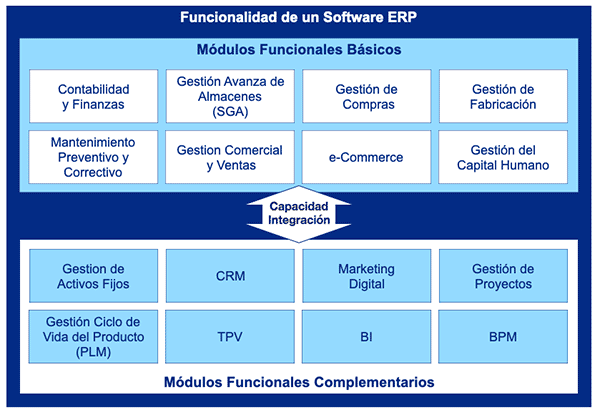 Funcionalidad de un Software ERP
Módulos Funcionales Básicos
Contabilidad
y Finanzas
Gestión Avanza de
Almacenes
(SGA)
Gestión de
Compras
Gestión de
Fabricación
Mantenimiento
Preventivo y
Correctivo
Gestion Comercial
y Ventas
e-Commerce
Gestión del
Capital Humano
Capacidad
Integración
Gestion de
Activos Fijos
CRM
Marketing
Digital
Gestión de
Proyectos
Gestión Ciclo de
Vida del Producto
(PLM)
TPV
BI
BPM
Módulos Funcionales Complementarios